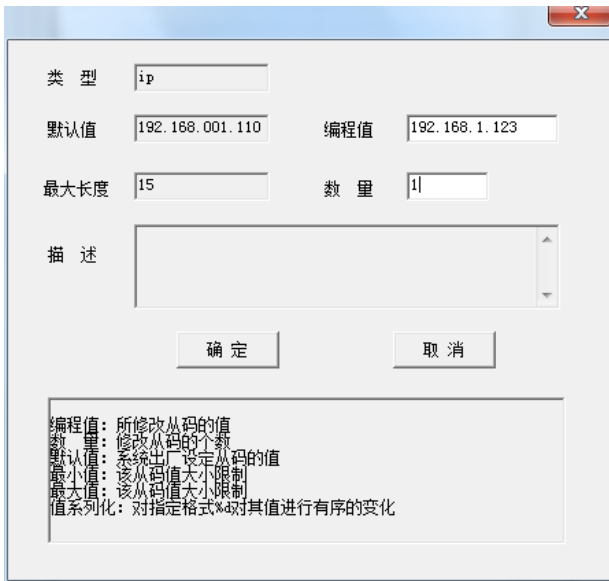 类 型 ip
默认值 192.168.001.110 编程值 192.168.1.123
最大长度 15 数 量 1
描 述
确 定 取 消
编程值：所修改从码的值
数 量：修改从码的个数
默认值：系统出厂设定从码的值
最小值：该从码值大小限制
最大值：该从码值大小限制
值系列化：对指定格式%d对其值进行有序的变化